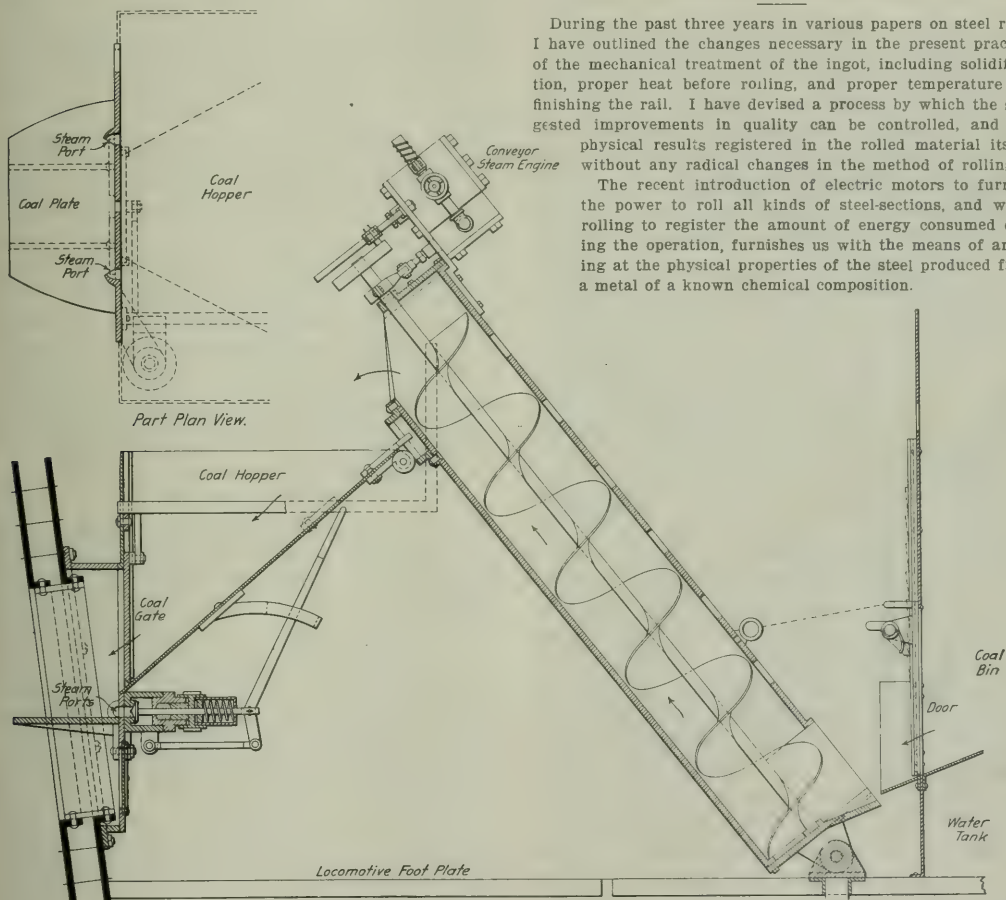 During the past three years in various papers on steel r
I have outlined the changes necessary in the present prac
of the mechanical treatment of the ingot, including solidif
tion, proper heat before rolling, and proper temperature
finishing the rail. I have devised a process by which the s
gested improvements in quality can be controlled, and
physical results registered in the rolled material its
without any radical changes in the method of rolling
The recent introduction of electric motors to furn
the power to roll all kinds of steel-sections, and w
rolling to register the amount of energy consumed
ing the operation, furnishes us with the means of ar
ing at the physical properties of the steel produced f
a metal of a known chemical composition.
Steam
Port
Coal Plate
Coal
Hopper
Steam
Port
Part Plan View.
Conveyor
Steam Engine
Coal Hopper
Coal
Gate
Steam
Ports
Coal
Bin
Door
Water
Tank
Locomotive Foot Plate